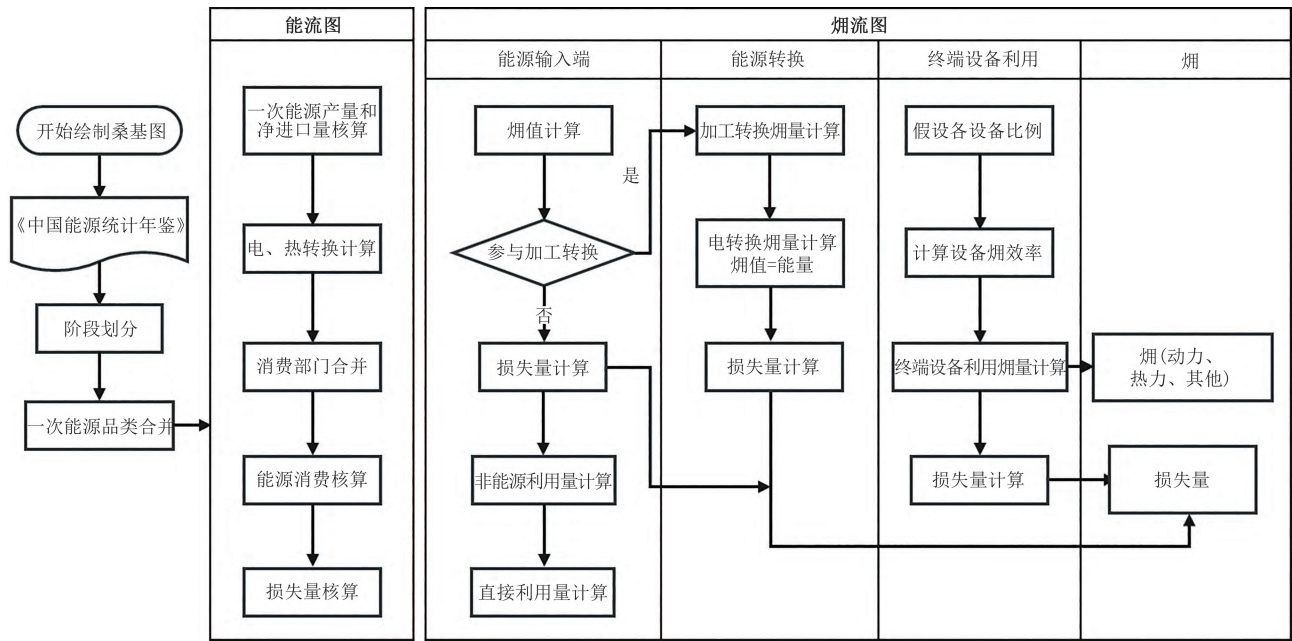 开始绘制桑基图
《中国能源统计年鉴》
阶段划分
一次能源品类合并
能流图
一次能源产量和
净进口量核算
电、热转换计算
消费部门合并
能源消费核算
损失量核算
㶲流图
能源输入端
㶲值计算
是
参与加工转换
否
损失量计算
非能源利用量计算
直接利用量计算
能源转换
加工转换㶲量计算
电转换㶲量计算
㶲值=能量
损失量计算
终端设备利用
假设各设备比例
计算设备㶲效率
终端设备利用㶲量计算
损失量计算
㶲
㶲(动力、
热力、其他)
损失量